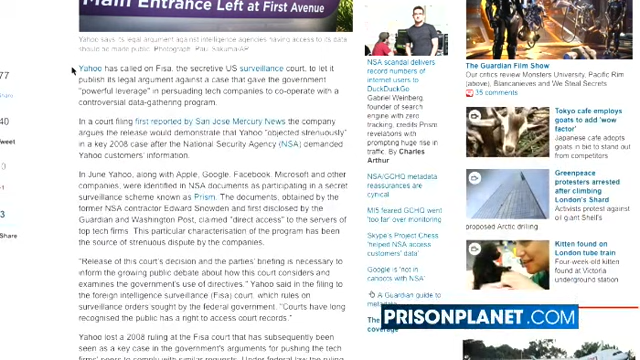 Main Entrance Left at First Avenue
Yahoo says its legal argument against intelligence agencies having access to its data
should be made public. Photograph: Paul Sakuma/AP
Yahoo has called on Fisa, the secretive US surveillance court, to let it
publish its legal argument against a case that gave the government
"powerful leverage" in persuading tech companies to co-operate with a
controversial data-gathering program.
In a court filing first reported by San Jose Mercury News the company
argues the release would demonstrate that Yahoo "objected strenuously"
in a key 2008 case after the National Security Agency (NSA) demanded
Yahoo customers' information.
In June Yahoo, along with Apple, Google, Facebook, Microsoft and other
companies, were identified in NSA documents as participating in a secret
surveillance scheme known as Prism. The documents, obtained by the
former NSA contractor Edward Snowden and first disclosed by the
Guardian and Washington Post, claimed "direct access" to the servers of
top tech firms. This particular characterisation of the program has been
the source of strenuous dispute by the companies.
"Release of this court's decision and the parties' briefing is necessary to
inform the growing public debate about how this court considers and
examines the government's use of directives." Yahoo said in the filing to
the foreign intelligence surveillance (Fisa) court, which rules on
surveillance orders sought by the federal government. "Courts have long
recognised the public has a right to access court records."
Yahoo lost a 2008 ruling at the Fisa court that has subsequently been
seen as a key case in the government's arguments for pushing the tech
firms' peers to comply with similar requests. Under federal law the ruling
77
40
Tweet
0
3
Share
NSA scandal delivers
record numbers of
internet users to
DuckDuckGo
Gabriel Weinberg,
founder of search
engine with zero
tracking, credits Prism
revelations with
prompting huge rise in
traffic. By Charles
Arthur
NSA/GCHQ metadata
reassurances are
cynical
MI5 feared GCHQ went
'too far' over monitoring
Skype's Project Chess
'helped NSA access
customers' data'
Google is 'not in
cahoots with NSA'
A Guardian guide to
metadata
coverage
The Guardian Film Show
Our critics review Monsters University, Pacific Rim
(above), Blancanieves and We Steal Secrets
35 comments
Tokyo cafe employs
goats to add 'wow
factor'
Japanese cafe adopts
goats in bid to stand out
from competitors
Greenpeace
protesters arrested
after climbing
London's Shard
Activists protest against
oil giant Shell's
proposed Arctic drilling
Kitten found on
London tube train
Four-week-old kitten
found at Victoria
underground station
PRISONPLANET.COM